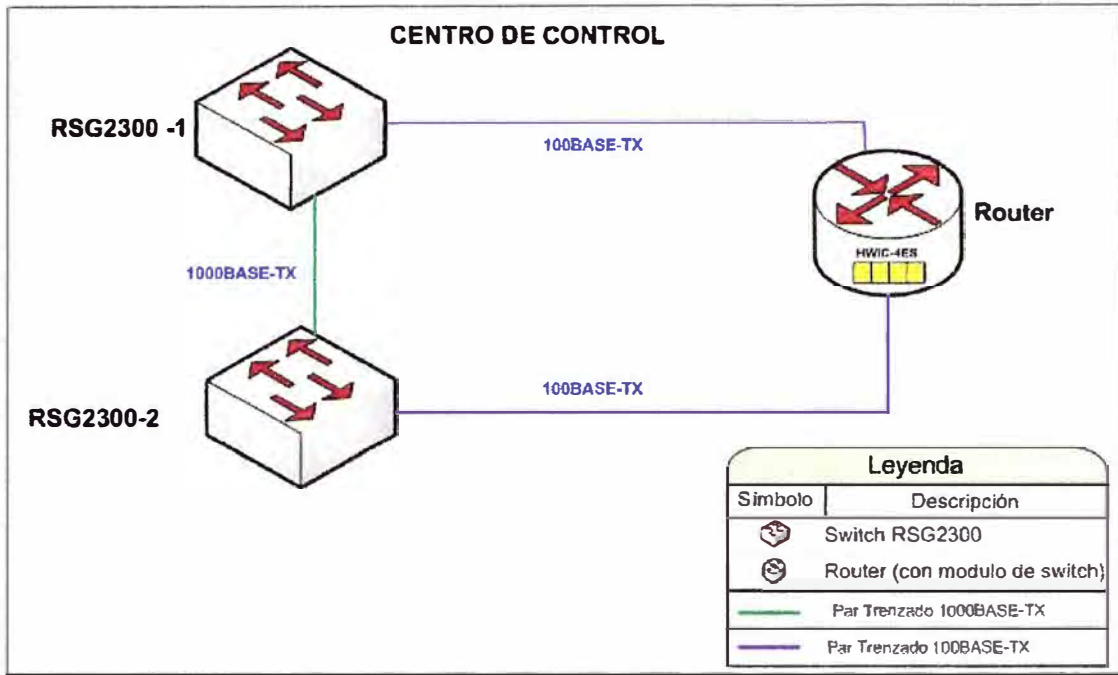 CENTRO DE CONTROL
RSG2300 -1
100BASE-TX
Router
HWIC-4ES
1000BASE-TX
RSG2300-2
100BASE-TX
Leyenda
Símbolo Descripción
Switch RSG2300
Router (con modulo de switch)
Par Trenzado 1000BASE-TX
Par Trenzado 100BASE-TX